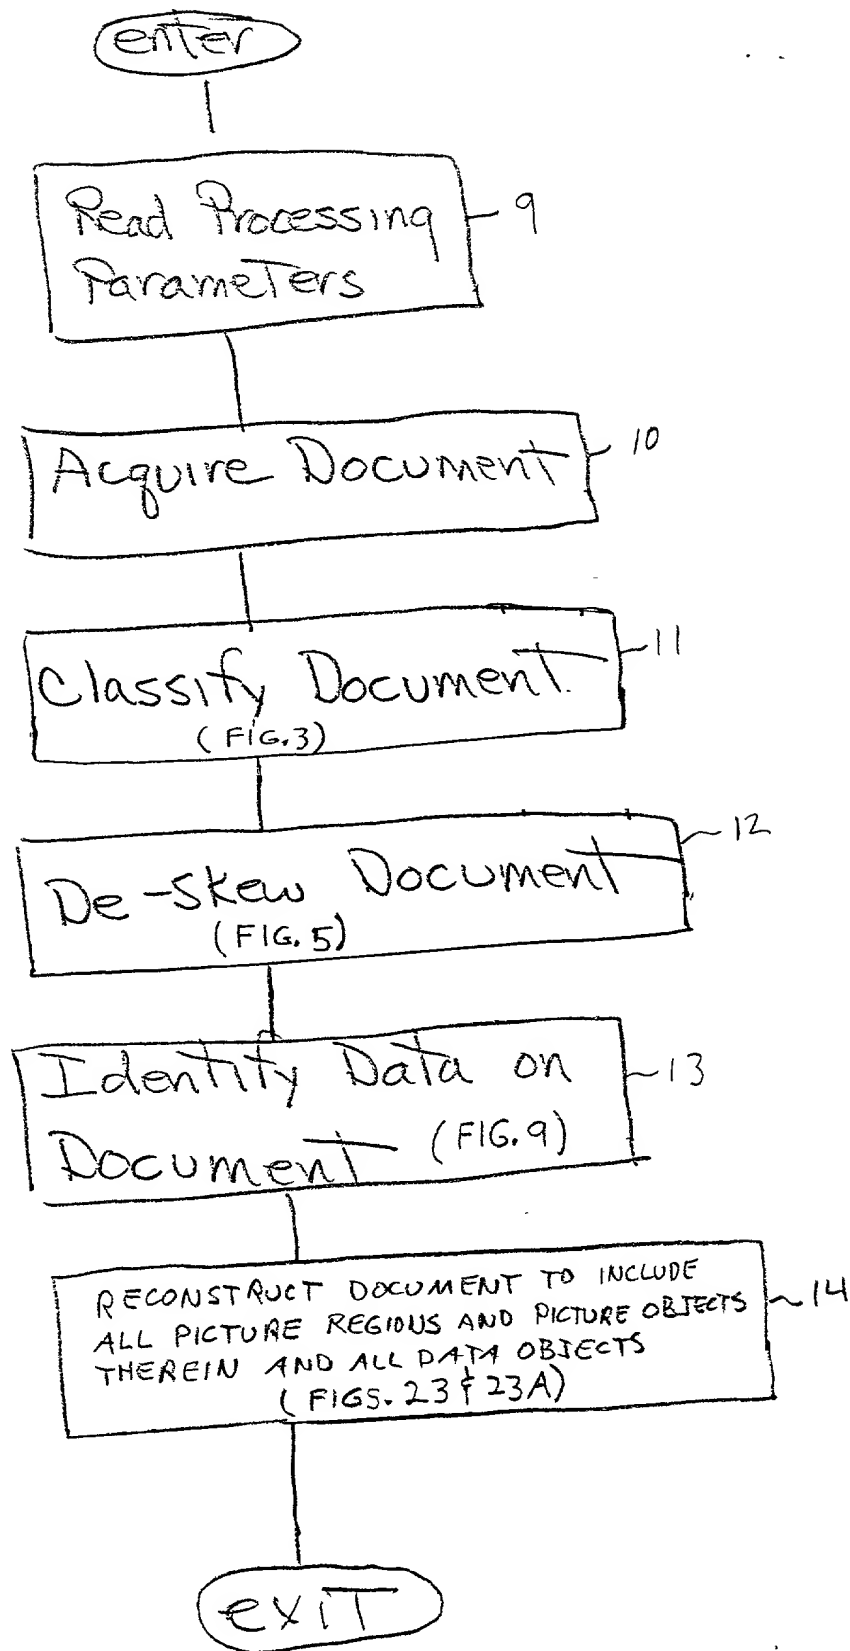 enter
Read Processing 9
Parameters
10
Acquire Document
11
Classify Document
(FIG.3)
12
De-Skew Document
(FIG. 5)
Identify Data on 13
Document (FIG.9)
RECONSTRUCT DOCUMENT TO INCLUDE
ALL PICTURE REGIONS AND PICTURE OBJECTS 14
THEREIN AND ALL DATA OBJECTS
(FIGS. 23 & 23A)
exit